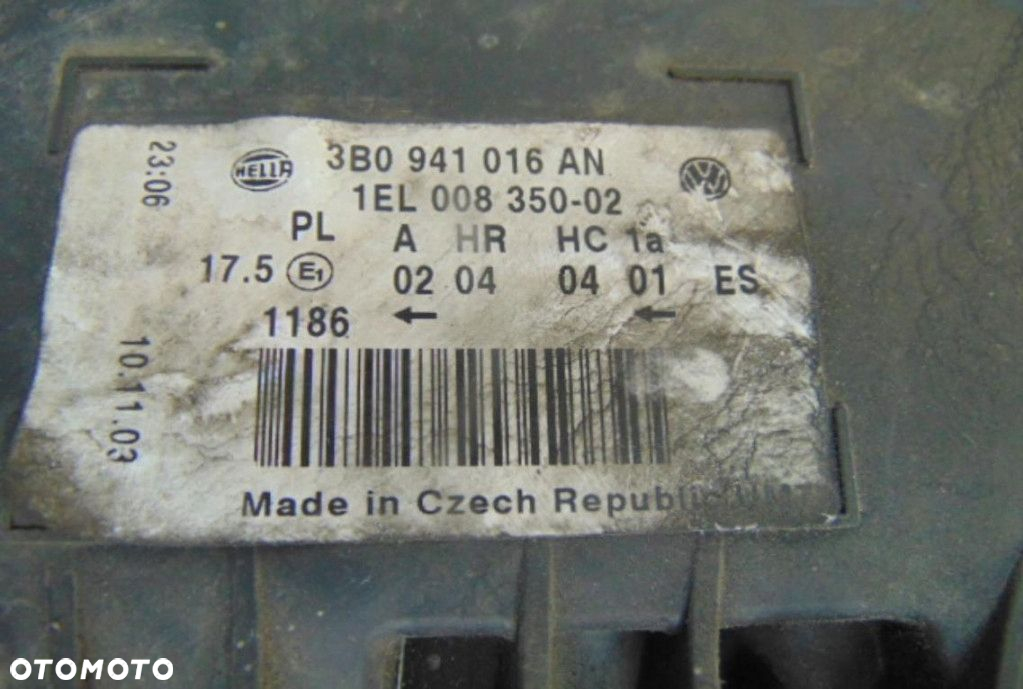 23:06
HELLA
3B0 941 016 AN
1EL 008 350-02
PL A HR HC 1a
17.5 E1 02 04 04 01 ES
1186
10.11.03
Made in Czech Republic
OTOMOTO